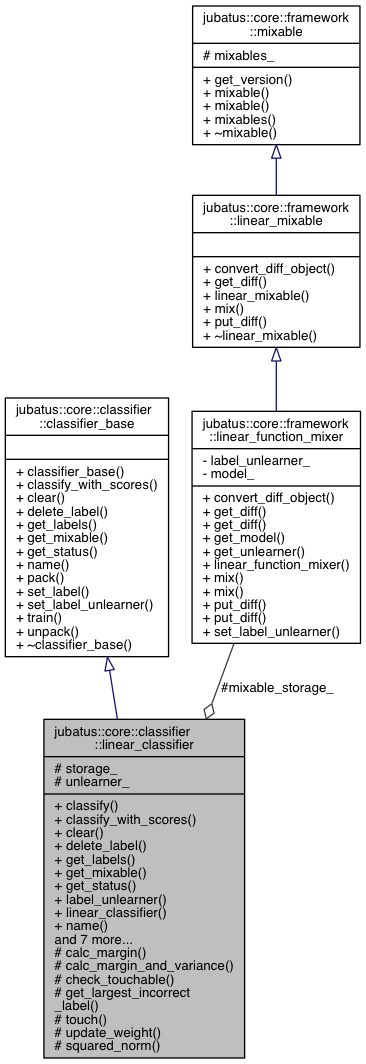 jubatus::core::framework
::mixable
# mixables_
+ get_version()
+ mixable()
+ mixable()
+ mixables()
+ ~mixable()
jubatus::core::framework
::linear_mixable
+ convert_diff_object()
+ get_diff()
+ linear_mixable()
+ mix()
+ put_diff()
+ ~linear_mixable()
jubatus::core::classifier
::classifier_base
+ classifier_base()
+ classify_with_scores()
+ clear()
+ delete_label()
+ get_labels()
+ get_mixable()
+ get_status()
+ name()
+ pack()
+ set_label()
+ set_label_unlearner()
+ train()
+ unpack()
+ ~classifier_base()
jubatus::core::framework
::linear_function_mixer
- label_unlearner_
- model_
+ convert_diff_object()
+ get_diff()
+ get_diff()
+ get_model()
+ get_unlearner()
+ linear_function_mixer()
+ mix()
+ mix()
+ put_diff()
+ put_diff()
+ set_label_unlearner()
#mixable_storage_
jubatus::core::classifier
::linear_classifier
# storage_
# unlearner_
+ classify()
+ classify_with_scores()
+ clear()
+ delete_label()
+ get_labels()
+ get_mixable()
+ get_status()
+ label_unlearner()
+ linear_classifier()
+ name()
and 7 more...
# calc_margin()
# calc_margin_and_variance()
# check_touchable()
# get_largest_incorrect
_label()
# touch()
# update_weight()
# squared_norm()